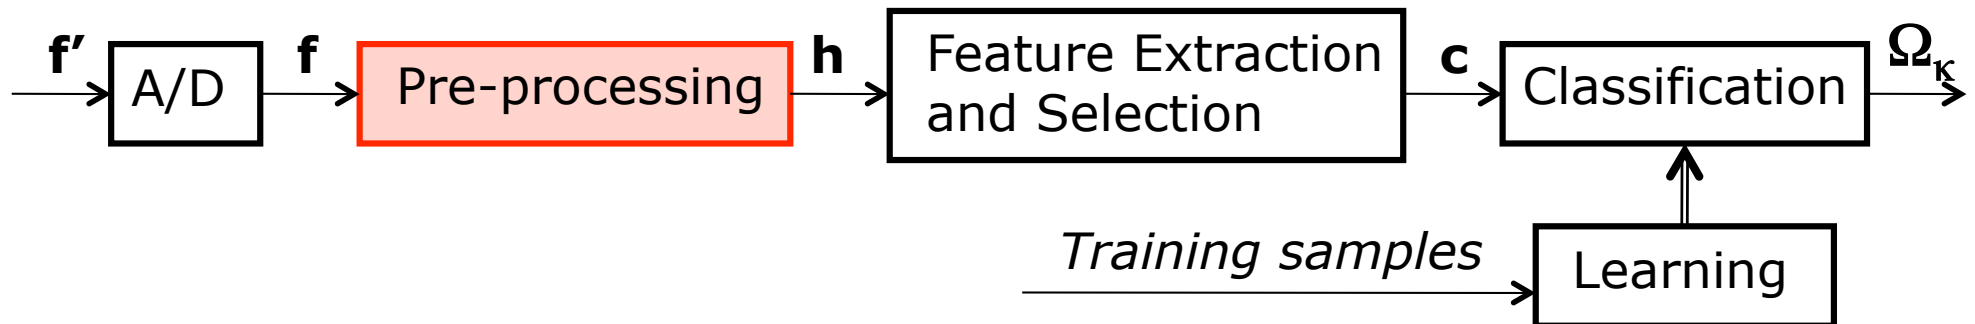 f′
A/D
f
Pre-processing
h
Feature Extraction
and Selection
c
Classification
Ωκ
Training samples
Learning